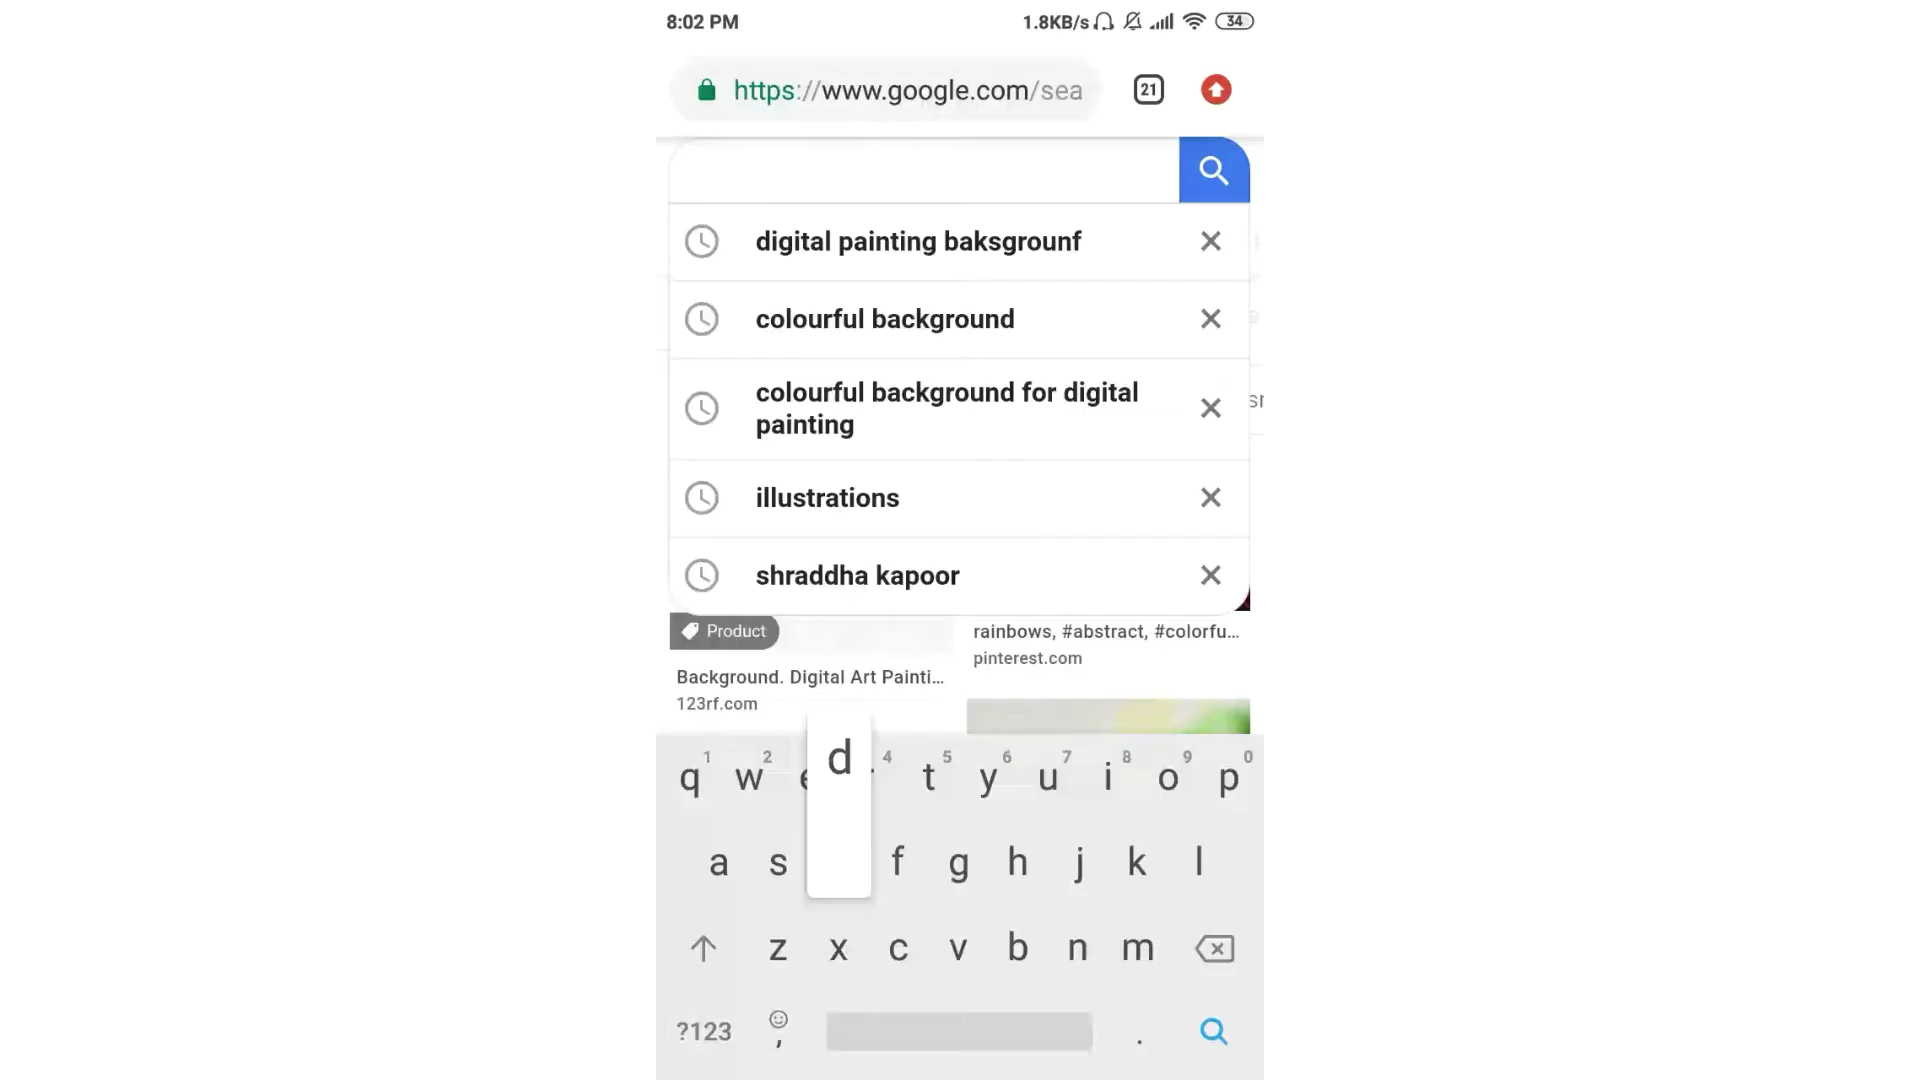 8:02 PM 1.8KB/s 34
https://www.google.com/sea 21
digital painting baksgrounf
colourful background
colourful background for digital
painting
illustrations
shraddha kapoor
Product
rainbows, #abstract, #colorfu...
pinterest.com
Background. Digital Art Painti...
123rf.com
1 2 4 5 6 7 8 9 0
q w d t y u i o p
a s f g h j k l
z x c v b n m
?123 , .